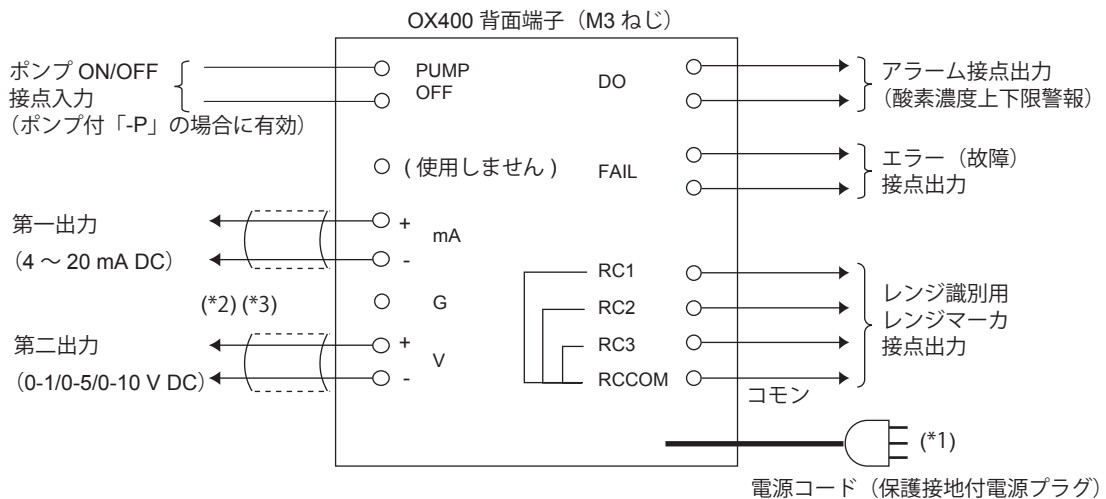 OX400 背面端子（M3 ねじ）
ポンプ ON/OFF
接点入力
（ポンプ付「-P」の場合に有効）
PUMP
OFF
( 使用しません )
第一出力
（4 ～ 20 mA DC）
+
mA
-
(*2) (*3)
G
第二出力
（0-1/0-5/0-10 V DC）
+
V
-
DO
アラーム接点出力
（酸素濃度上下限警報）
FAIL
エラー（故障）
接点出力
RC1
RC2
RC3
RCCOM
レンジ識別用
レンジマーカ
接点出力
コモン
(*1)
電源コード（保護接地付電源プラグ）